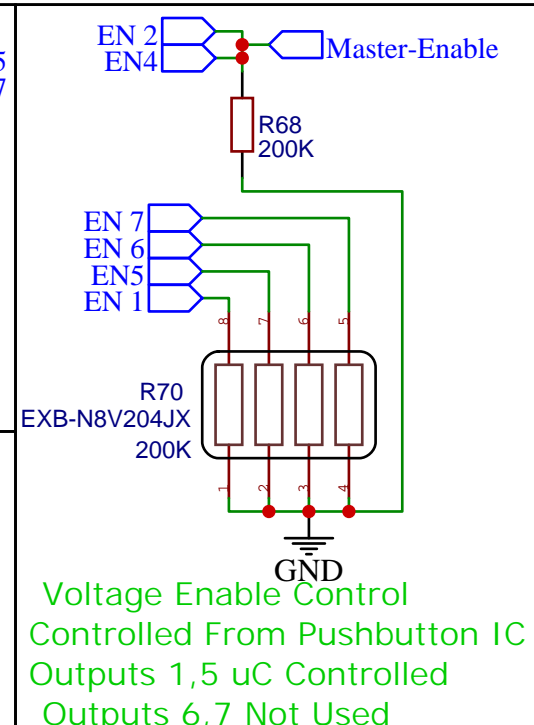 5
7
EN 2
EN4
Master-Enable
R68
200K
EN 7
EN 6
EN5
EN 1
8 7 6 5
R70
EXB-N8V204JX
200K
1 2 3 4
GND
Voltage Enable Control
Controlled From Pushbutton IC
Outputs 1,5 uC Controlled
Outputs 6,7 Not Used